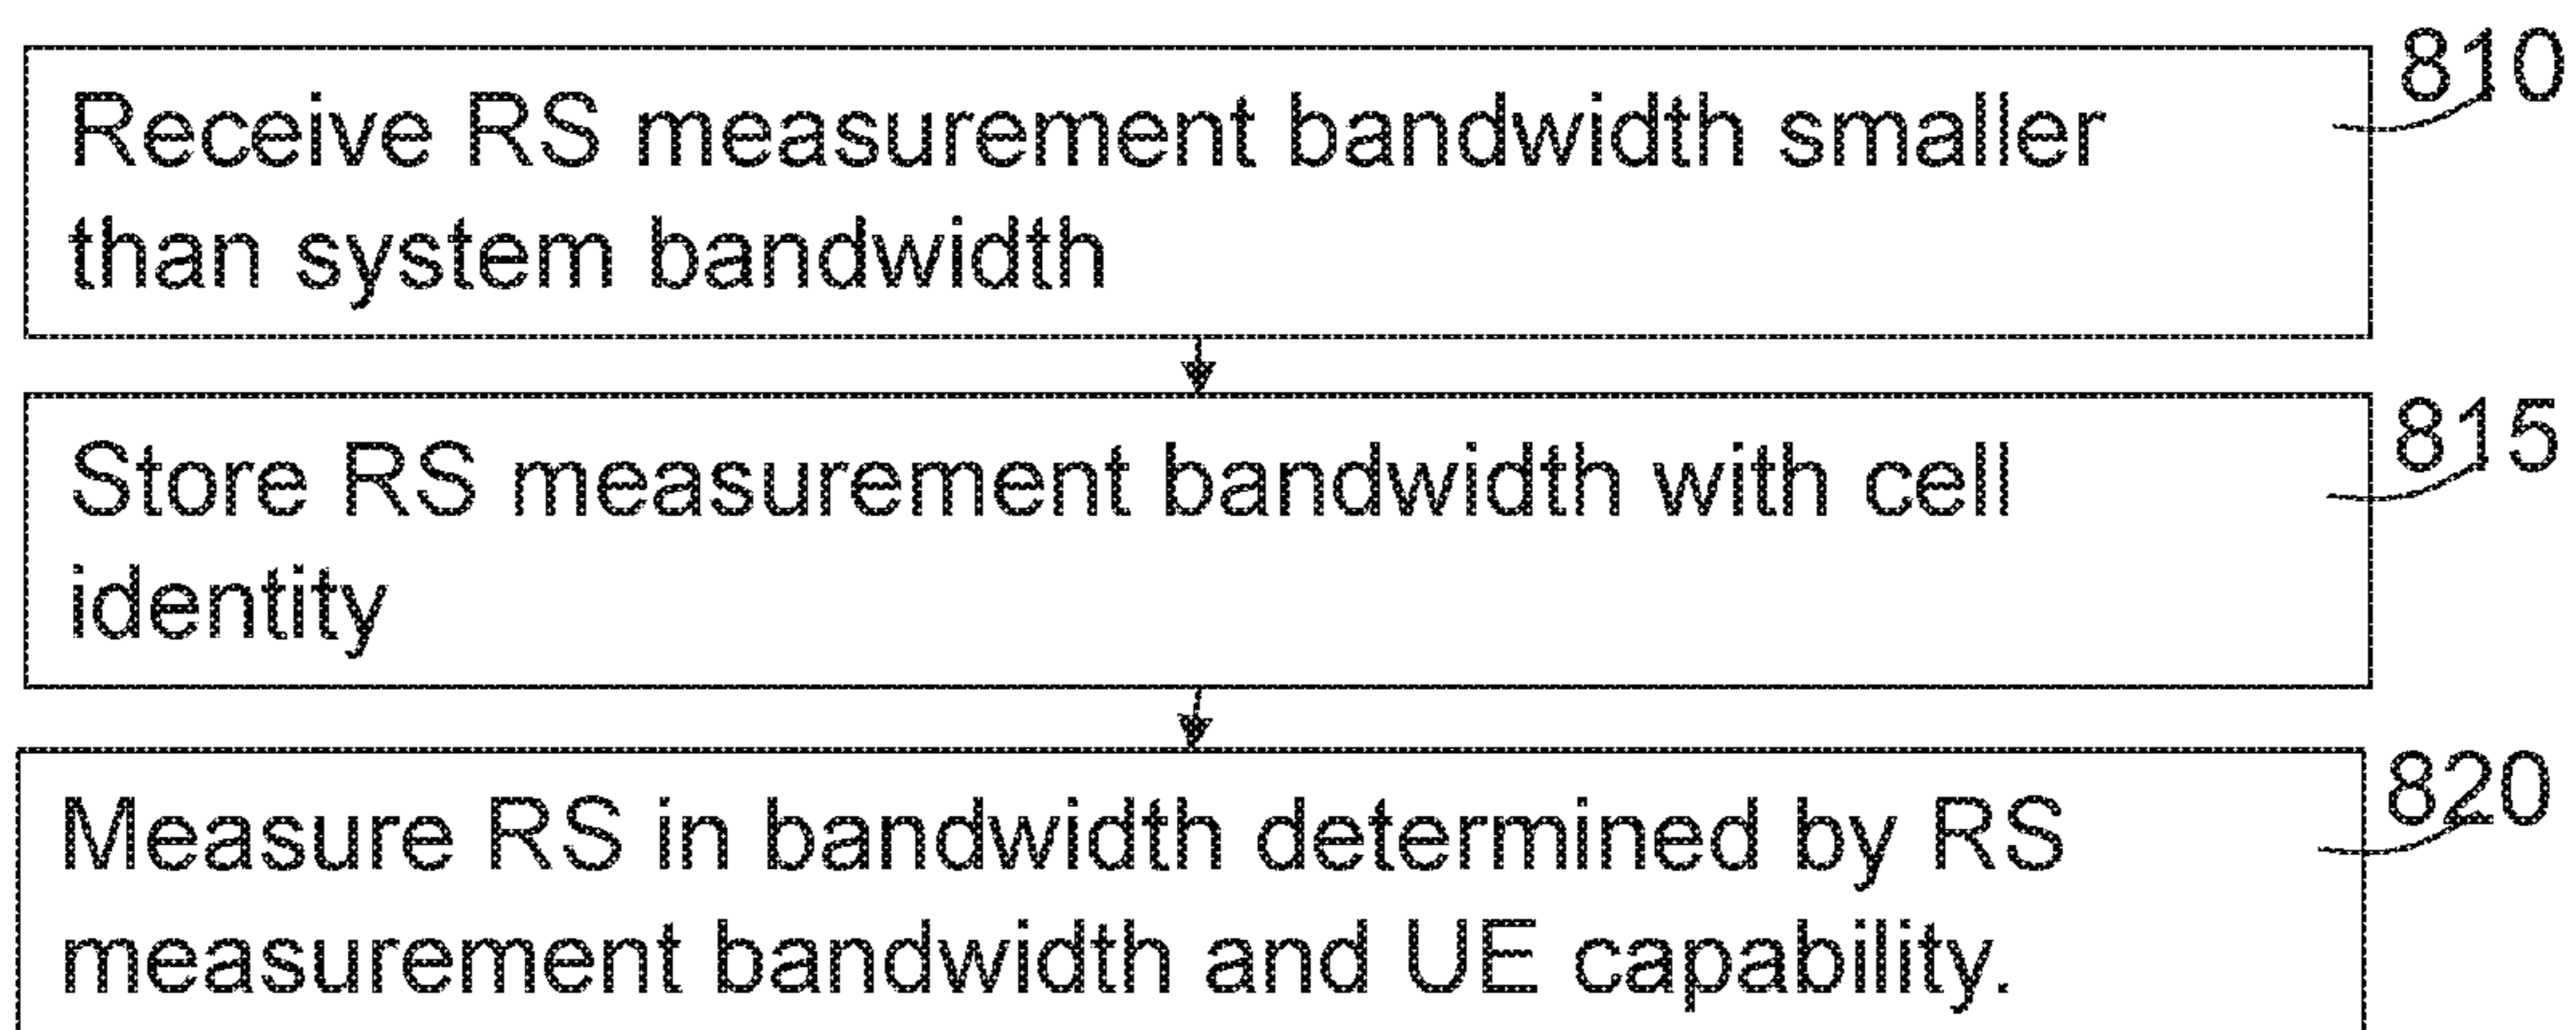 810
Receive RS measurement bandwidth smaller
than system bandwidth
815
Store RS measurement bandwidth with cell
identity
820
Measure RS in bandwidth determined by RS
measurement bandwidth and UE capability.